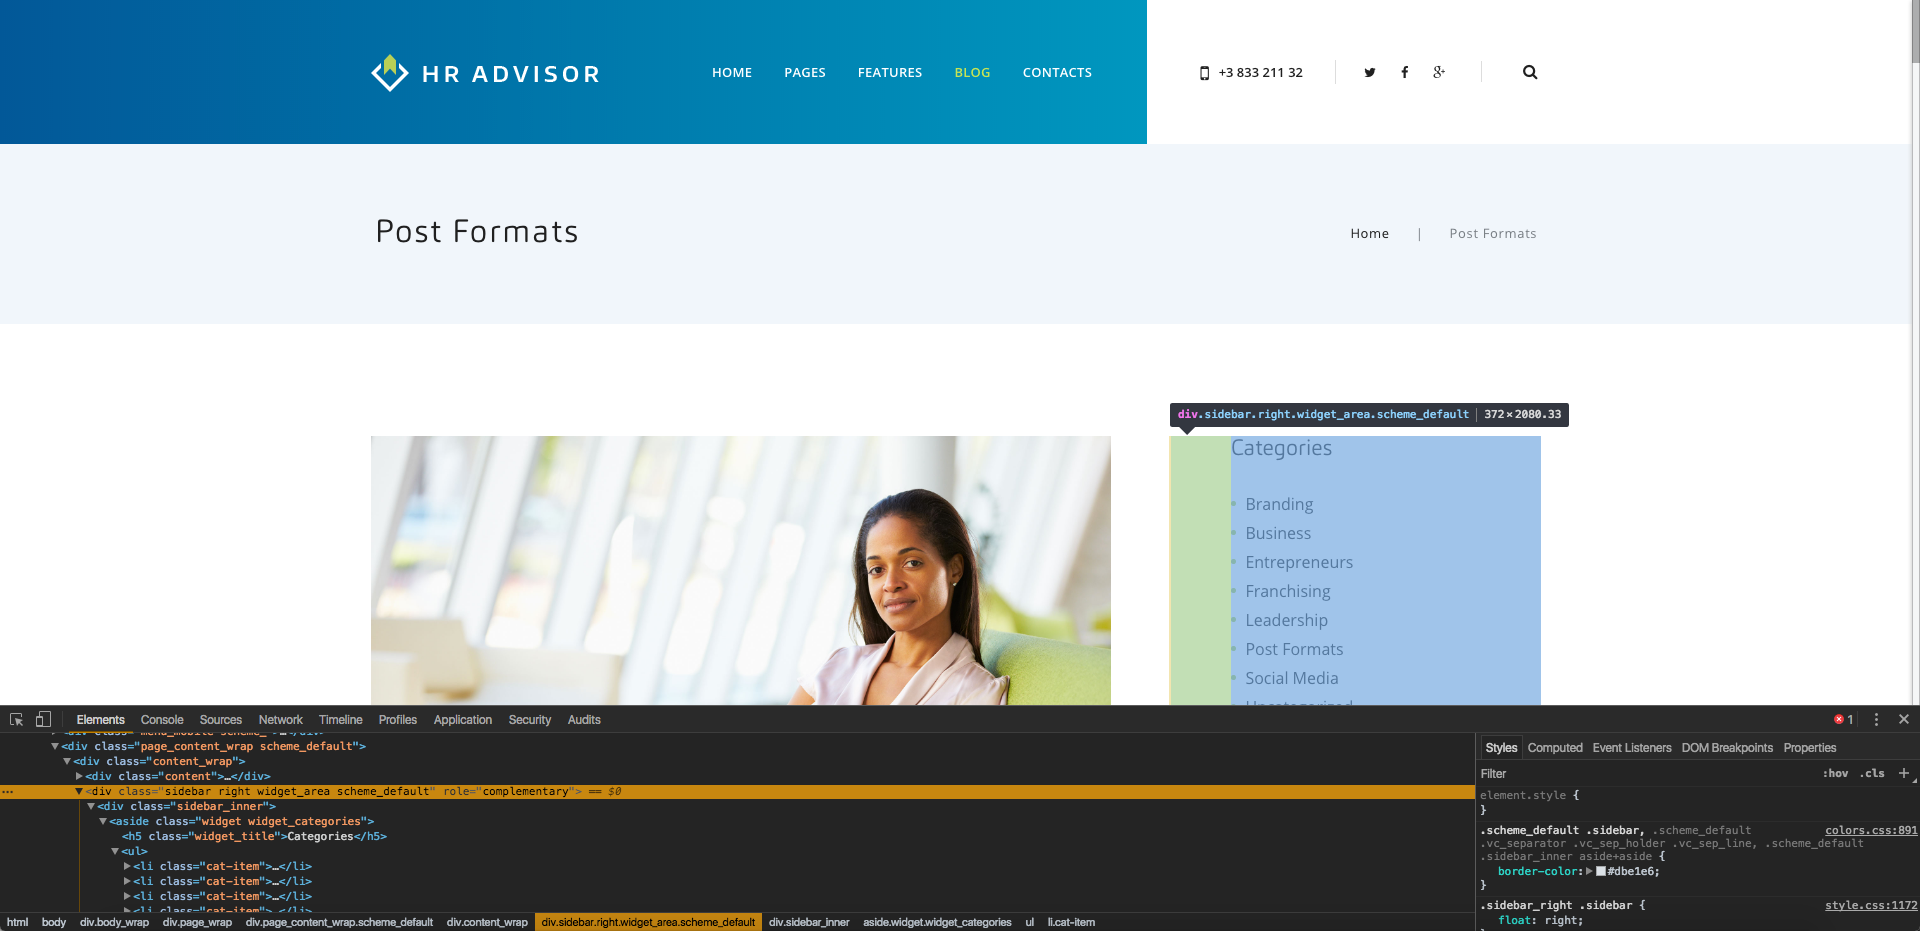 HR ADVISOR
HOME PAGES FEATURES BLOG CONTACTS
+3 833 211 32
Post Formats
Home | Post Formats
div.sidebar.right.widget_area.scheme_default | 372 × 2080.33
Categories
Branding
Business
Entrepreneurs
Franchising
Leadership
Post Formats
Social Media
Uncategorized
Elements Console Sources Network Timeline Profiles Application Security Audits
1
<div class="page_content_wrap scheme_default">
<div class="content_wrap">
<div class="content">…</div>
<div class="sidebar right widget_area scheme_default" role="complementary"> == $0
<div class="sidebar_inner">
<aside class="widget widget_categories">
<h5 class="widget_title">Categories</h5>
<ul>
<li class="cat-item">…</li>
<li class="cat-item">…</li>
<li class="cat-item">…</li>
<li class="cat-item">…</li>
html body div.body_wrap div.page_wrap div.page_content_wrap.scheme_default div.content_wrap div.sidebar.right.widget_area.scheme_default div.sidebar_inner aside.widget.widget_categories ul li.cat-item
Styles Computed Event Listeners DOM Breakpoints Properties
Filter :hov .cls +
element.style {
}
.scheme_default .sidebar, .scheme_default colors.css:891
.vc_separator .vc_sep_holder .vc_sep_line, .scheme_default
.sidebar_inner aside+aside {
border-color: #dbe1e6;
}
.sidebar_right .sidebar { style.css:1172
float: right;